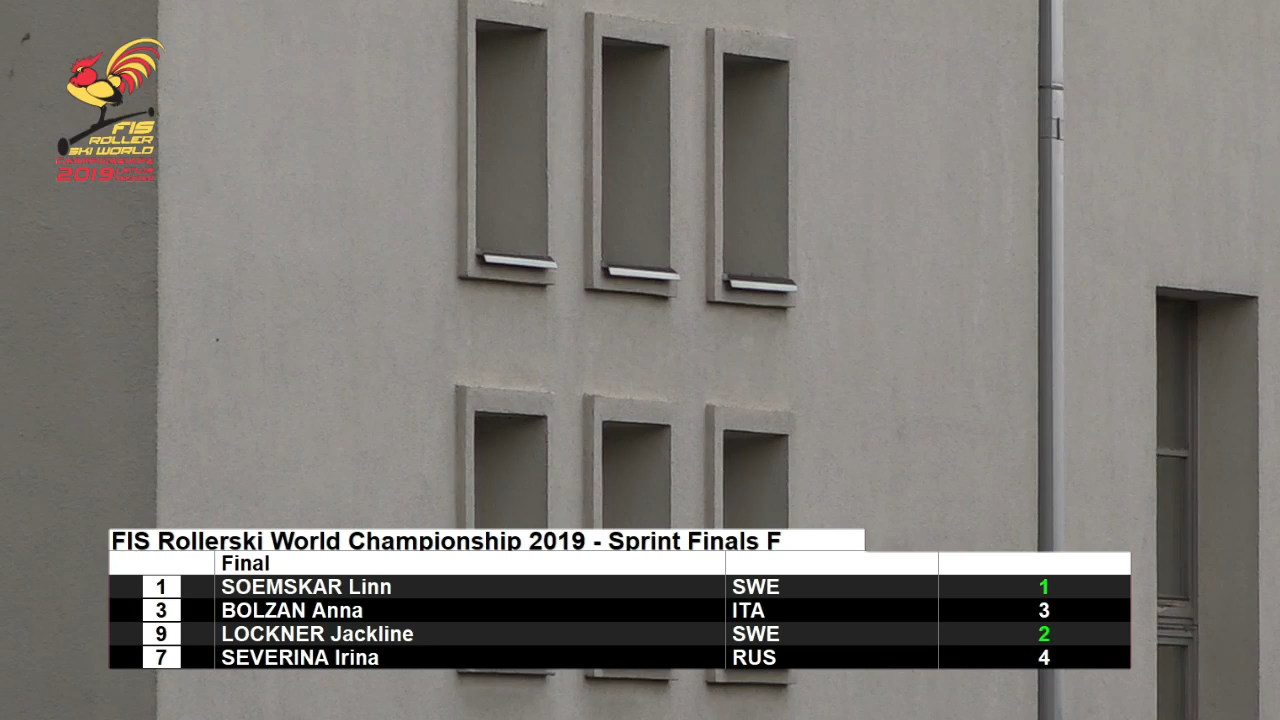 FIS
ROLLER
SKI WORLD
2019
FIS Rollerski World Championship 2019 - Sprint Finals F
Final
1 SOEMSKAR Linn SWE 1
3 BOLZAN Anna ITA 3
9 LOCKNER Jackline SWE 2
7 SEVERINA Irina RUS 4